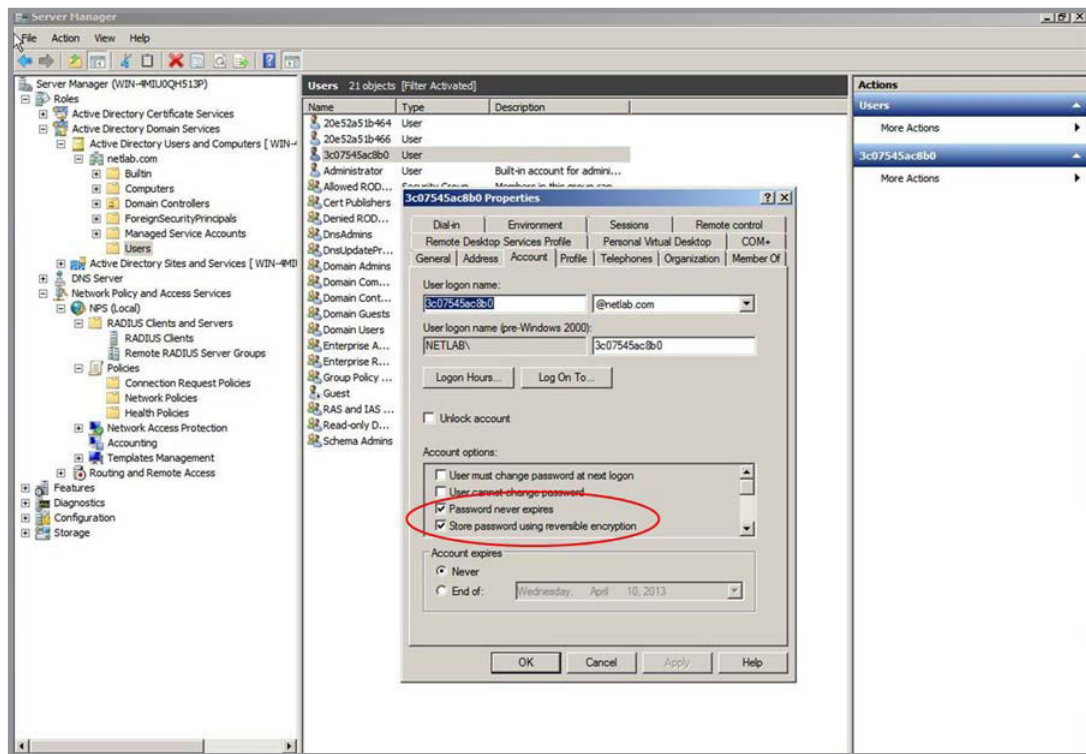 Server Manager
File Action View Help
Server Manager (WIN-4MIU0QH513P)
Roles
Active Directory Certificate Services
Active Directory Domain Services
Active Directory Users and Computers [ WIN-4
netlab.com
Builtin
Computers
Domain Controllers
ForeignSecurityPrincipals
Managed Service Accounts
Users
Active Directory Sites and Services [ WIN-4MI
DNS Server
Network Policy and Access Services
NPS (Local)
RADIUS Clients and Servers
RADIUS Clients
Remote RADIUS Server Groups
Policies
Connection Request Policies
Network Policies
Health Policies
Network Access Protection
Accounting
Templates Management
Routing and Remote Access
Features
Diagnostics
Configuration
Storage
Users 21 objects [Filter Activated]
Name Type Description
20e52a51b464 User
20e52a51b466 User
3c07545ac8b0 User
Administrator User Built-in account for admini...
Allowed ROD... Security Group Members in this group can...
Cert Publishers
Denied ROD...
DnsAdmins
DnsUpdatePr...
Domain Admins
Domain Com...
Domain Cont...
Domain Guests
Domain Users
Enterprise A...
Enterprise R...
Group Policy ...
Guest
RAS and IAS ...
Read-only D...
Schema Admins
3c07545ac8b0 Properties
Dial-in Environment Sessions Remote control
Remote Desktop Services Profile Personal Virtual Desktop COM+
General Address Account Profile Telephones Organization Member Of
User logon name:
3c07545ac8b0 @netlab.com
User logon name (pre-Windows 2000):
NETLAB\ 3c07545ac8b0
Logon Hours... Log On To...
Unlock account
Account options:
User must change password at next logon
User cannot change password
Password never expires
Store password using reversible encryption
Account expires
Never
End of: Wednesday, April 10, 2013
OK Cancel Apply Help
Actions
Users
More Actions
3c07545ac8b0
More Actions